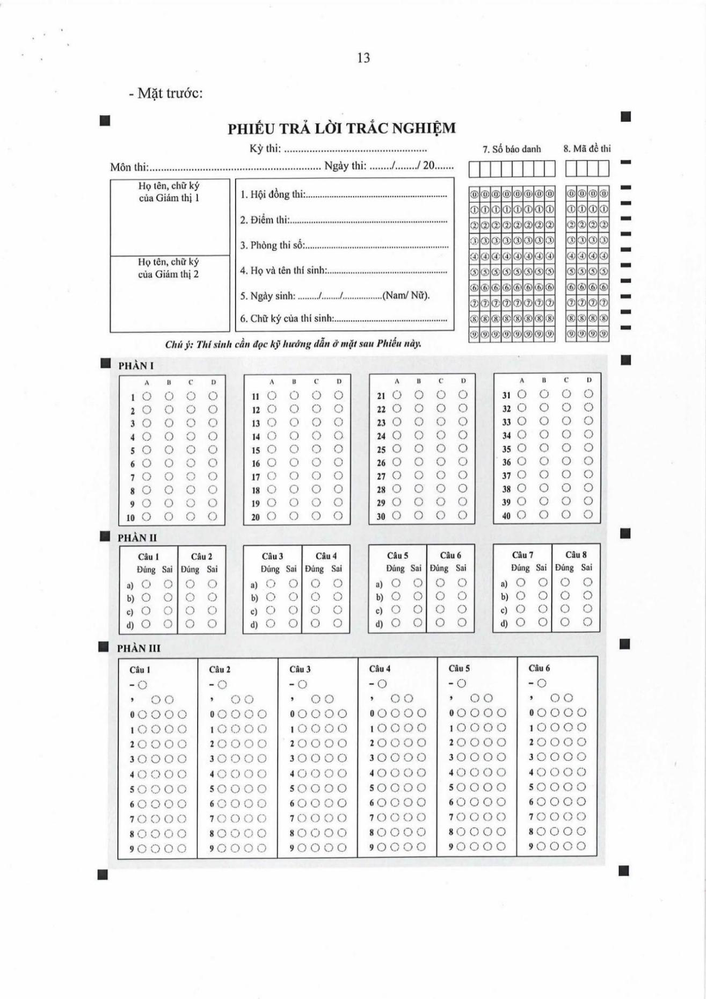 13
- Mặt trước:
PHIẾU TRẢ LỜI TRẮC NGHIỆM
Kỳ thi: ...................................................
7. Số báo danh 8. Mã đề thi
Môn thi:............................................................. Ngày thi: ......../......../ 20.......
Họ tên, chữ ký
của Giám thị 1
Họ tên, chữ ký
của Giám thị 2
1. Hội đồng thi:...................................................
2. Điểm thi:.........................................................
3. Phòng thi số:....................................................
4. Họ và tên thí sinh:...........................................
5. Ngày sinh: ......../......./..............(Nam/ Nữ).
6. Chữ ký của thí sinh:........................................
0 0 0 0 0 0 0 0 0 0 0 0
1 1 1 1 1 1 1 1 1 1 1 1
2 2 2 2 2 2 2 2 2 2 2 2
3 3 3 3 3 3 3 3 3 3 3 3
4 4 4 4 4 4 4 4 4 4 4 4
5 5 5 5 5 5 5 5 5 5 5 5
6 6 6 6 6 6 6 6 6 6 6 6
7 7 7 7 7 7 7 7 7 7 7 7
8 8 8 8 8 8 8 8 8 8 8 8
9 9 9 9 9 9 9 9 9 9 9 9
Chú ý: Thí sinh cần đọc kỹ hướng dẫn ở mặt sau Phiếu này.
PHẦN I
A B C D A B C D A B C D A B C D
1 11 21 31
2 12 22 32
3 13 23 33
4 14 24 34
5 15 25 35
6 16 26 36
7 17 27 37
8 18 28 38
9 19 29 39
10 20 30 40
PHẦN II
Câu 1 Câu 2 Câu 3 Câu 4 Câu 5 Câu 6 Câu 7 Câu 8
Đúng Sai Đúng Sai Đúng Sai Đúng Sai Đúng Sai Đúng Sai Đúng Sai Đúng Sai
a) a) a) a)
b) b) b) b)
c) c) c) c)
d) d) d) d)
PHẦN III
Câu 1 Câu 2 Câu 3 Câu 4 Câu 5 Câu 6
- - - - - -
, , , , , ,
0 0 0 0 0 0
1 1 1 1 1 1
2 2 2 2 2 2
3 3 3 3 3 3
4 4 4 4 4 4
5 5 5 5 5 5
6 6 6 6 6 6
7 7 7 7 7 7
8 8 8 8 8 8
9 9 9 9 9 9